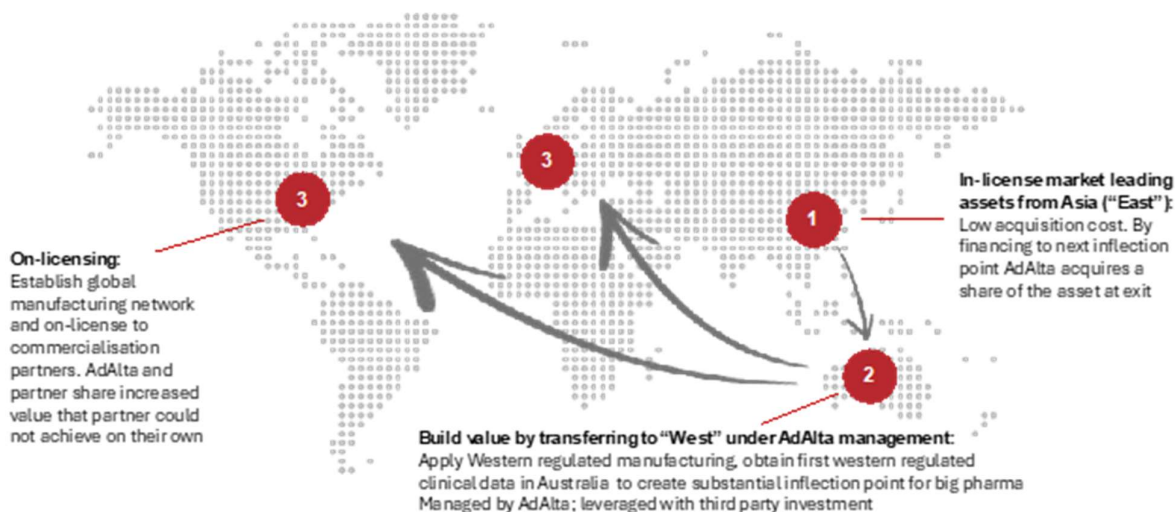 3
3
1
2
In-license market leading
assets from Asia (“East”):
Low acquisition cost. By
financing to next inflection
point AdAlta acquires a
share of the asset at exit
On-licensing:
Establish global
manufacturing network
and on-license to
commercialisation
partners. AdAlta and
partner share increased
value that partner could
not achieve on their own
Build value by transferring to “West” under AdAlta management:
Apply Western regulated manufacturing, obtain first western regulated
clinical data in Australia to create substantial inflection point for big pharma
Managed by AdAlta; leveraged with third party investment